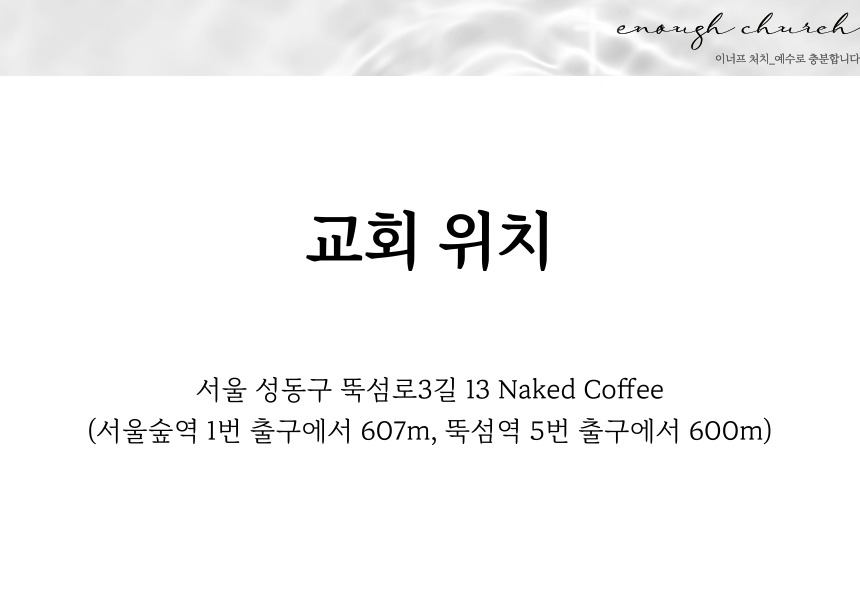 enough church
이너프 처치_예수로 충분합니다
교회 위치
서울 성동구 뚝섬로3길 13 Naked Coffee
(서울숲역 1번 출구에서 607m, 뚝섬역 5번 출구에서 600m)